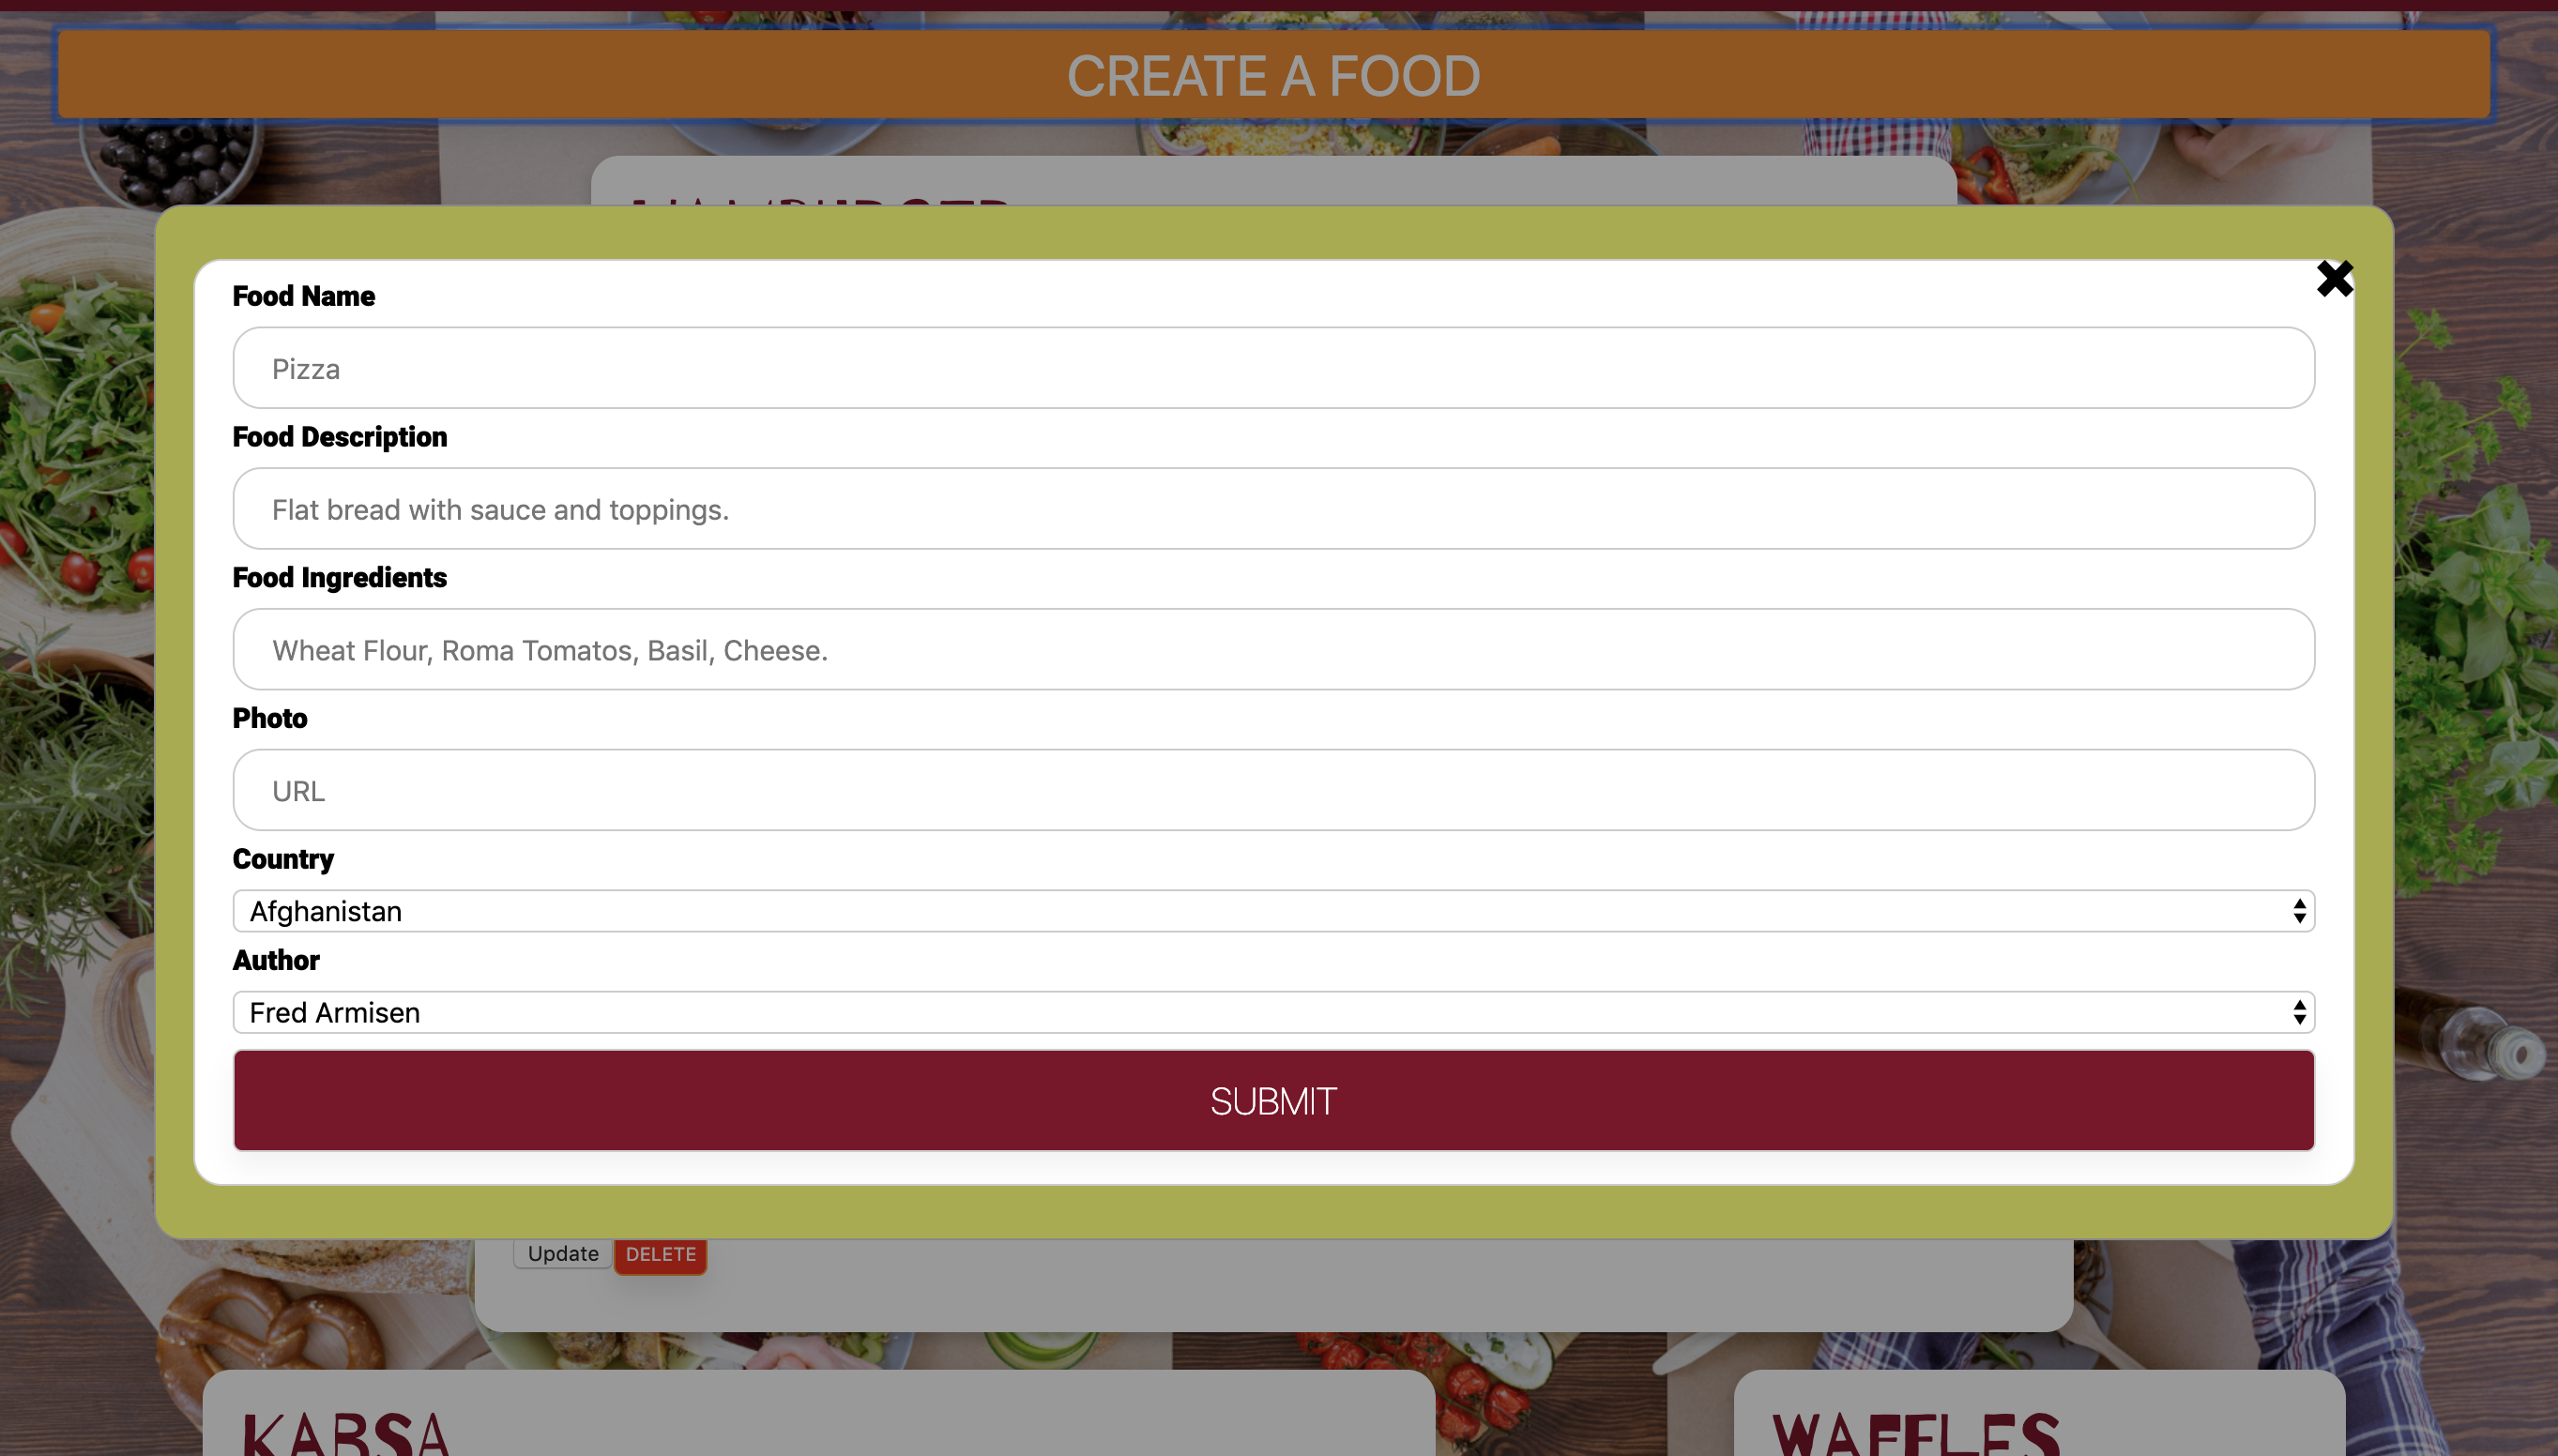 CREATE A FOOD
HAMBURGER
Food Name
Pizza
Food Description
Flat bread with sauce and toppings.
Food Ingredients
Wheat Flour, Roma Tomatos, Basil, Cheese.
Photo
URL
Country
Afghanistan
Author
Fred Armisen
SUBMIT
Update DELETE
KABSA WAFFLES